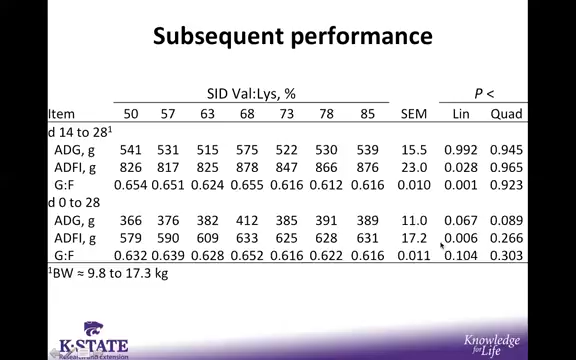 Subsequent performance
SID Val:Lys, % P <
Item 50 57 63 68 73 78 85 SEM Lin Quad
d 14 to 28¹
ADG, g 541 531 515 575 522 530 539 15.5 0.992 0.945
ADFI, g 826 817 825 878 847 866 876 23.0 0.028 0.965
G:F 0.654 0.651 0.624 0.655 0.616 0.612 0.616 0.010 0.001 0.923
d 0 to 28
ADG, g 366 376 382 412 385 391 389 11.0 0.067 0.089
ADFI, g 579 590 609 633 625 628 631 17.2 0.006 0.266
G:F 0.632 0.639 0.628 0.652 0.616 0.622 0.616 0.011 0.104 0.303
¹BW ≈ 9.8 to 17.3 kg
K-STATE
Research and Extension
Knowledge
for Life